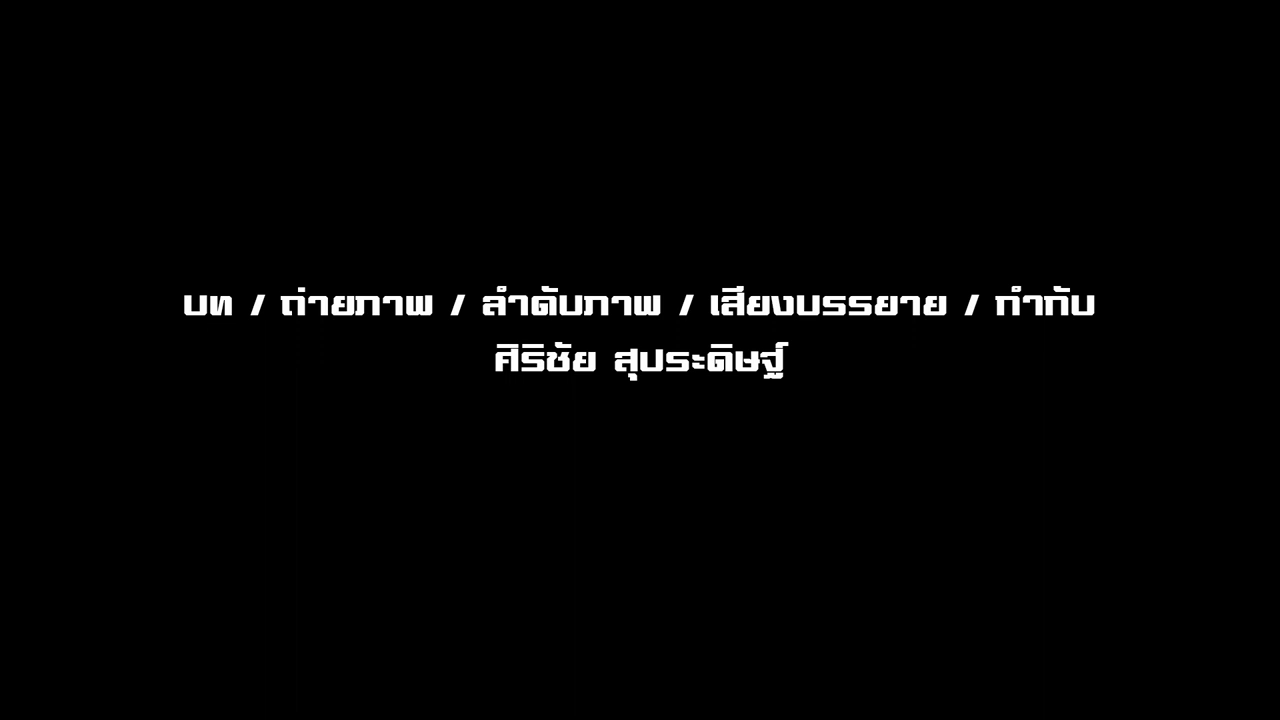 บท / ถ่ายภาพ / ลำดับภาพ / เสียงบรรยาย / กำกับ
ศิริชัย สุประดิษฐ์